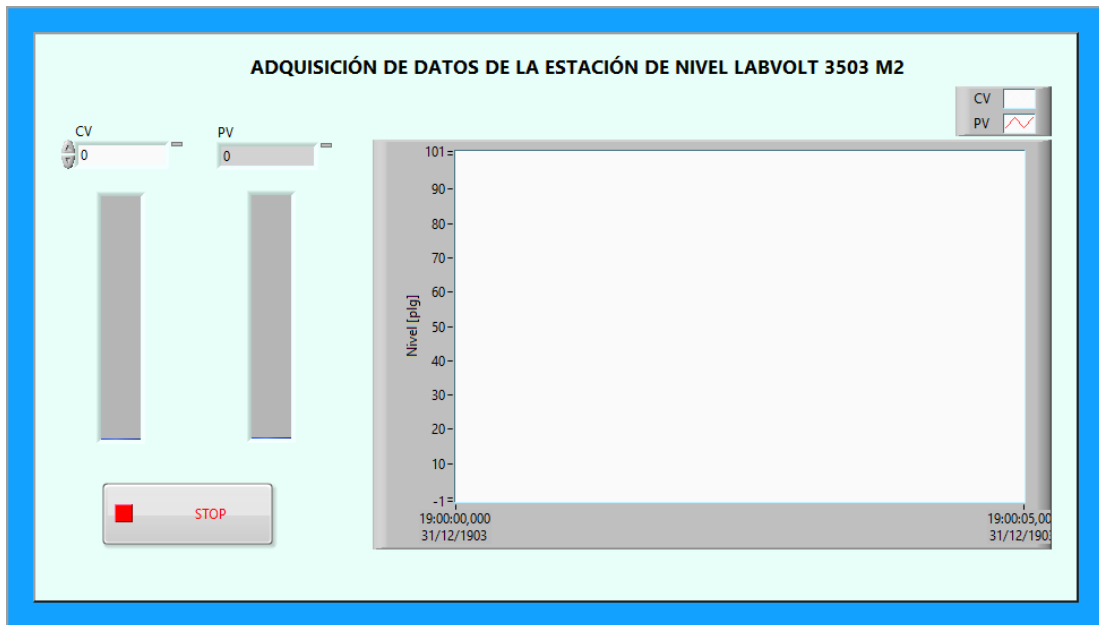 ADQUISICIÓN DE DATOS DE LA ESTACIÓN DE NIVEL LABVOLT 3503 M2
CV
PV
CV
0
PV
0
Nivel [plg]
101
90
80
70
60
50
40
30
20
10
-1
19:00:00,000
31/12/1903
19:00:05,00
31/12/190
STOP